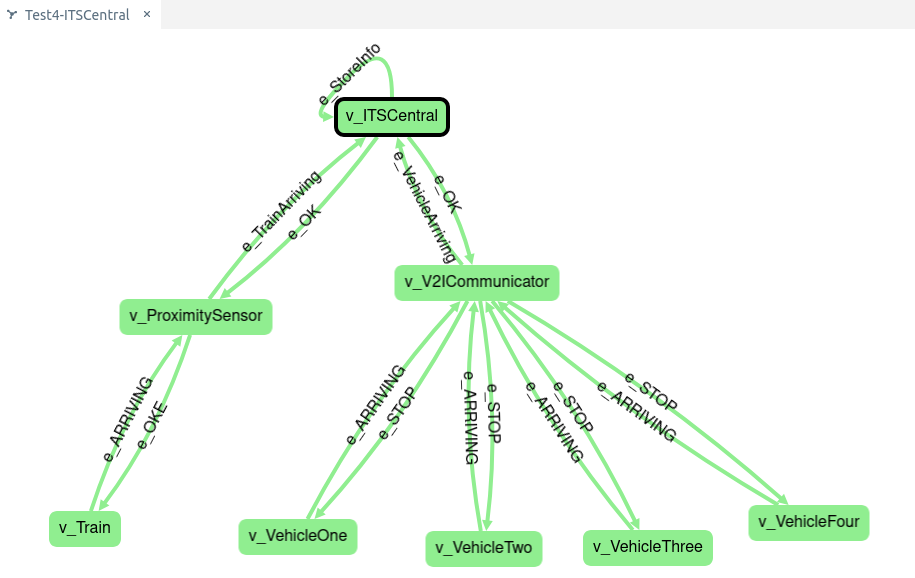 Test4-ITSCentral ×
e_StoreInfo
v_ITSCentral
e_TrainArriving
e_OK
e_VehicleArriving
e_OK
v_V2ICommunicator
v_ProximitySensor
e_ARRIVING
e_OKE
e_ARRIVING
e_STOP
e_ARRIVING
e_STOP
e_ARRIVING
e_STOP
e_ARRIVING
e_STOP
v_Train
v_VehicleOne
v_VehicleTwo
v_VehicleThree
v_VehicleFour